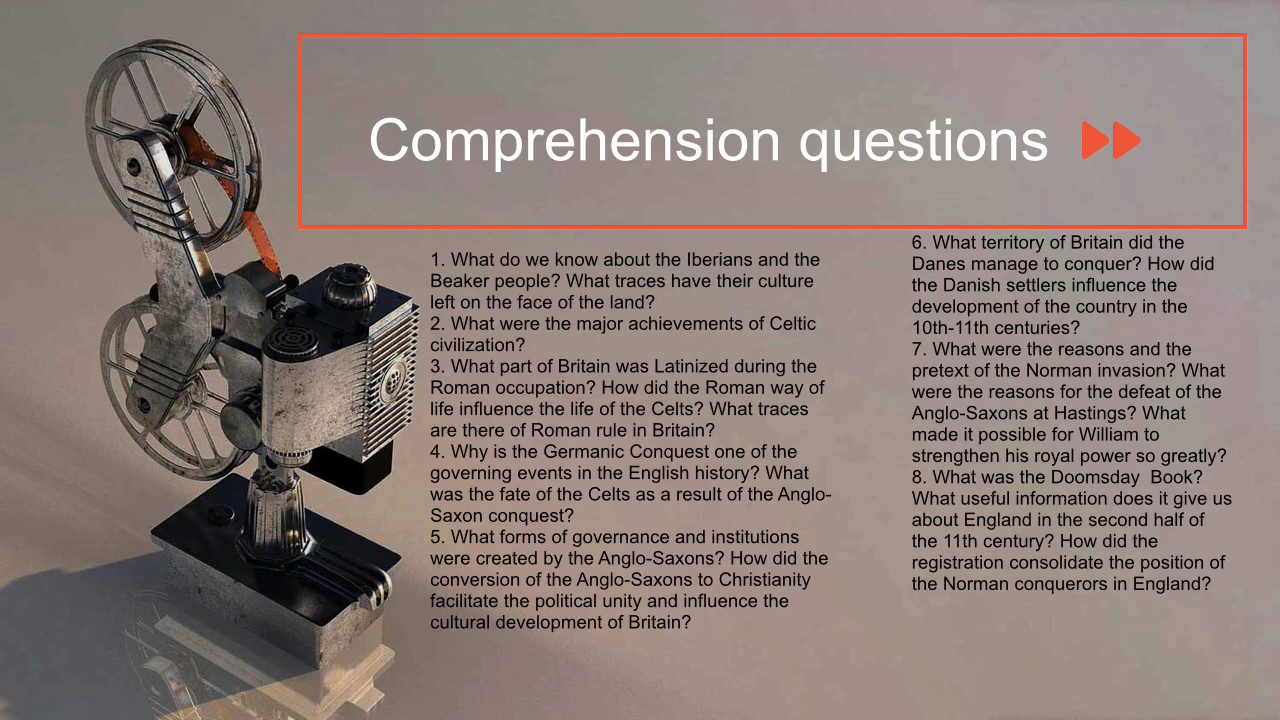 Comprehension questions
1. What do we know about the Iberians and the
Beaker people? What traces have their culture
left on the face of the land?
2. What were the major achievements of Celtic
civilization?
3. What part of Britain was Latinized during the
Roman occupation? How did the Roman way of
life influence the life of the Celts? What traces
are there of Roman rule in Britain?
4. Why is the Germanic Conquest one of the
governing events in the English history? What
was the fate of the Celts as a result of the Anglo-
Saxon conquest?
5. What forms of governance and institutions
were created by the Anglo-Saxons? How did the
conversion of the Anglo-Saxons to Christianity
facilitate the political unity and influence the
cultural development of Britain?
6. What territory of Britain did the
Danes manage to conquer? How did
the Danish settlers influence the
development of the country in the
10th-11th centuries?
7. What were the reasons and the
pretext of the Norman invasion? What
were the reasons for the defeat of the
Anglo-Saxons at Hastings? What
made it possible for William to
strengthen his royal power so greatly?
8. What was the Doomsday  Book?
What useful information does it give us
about England in the second half of
the 11th century? How did the
registration consolidate the position of
the Norman conquerors in England?